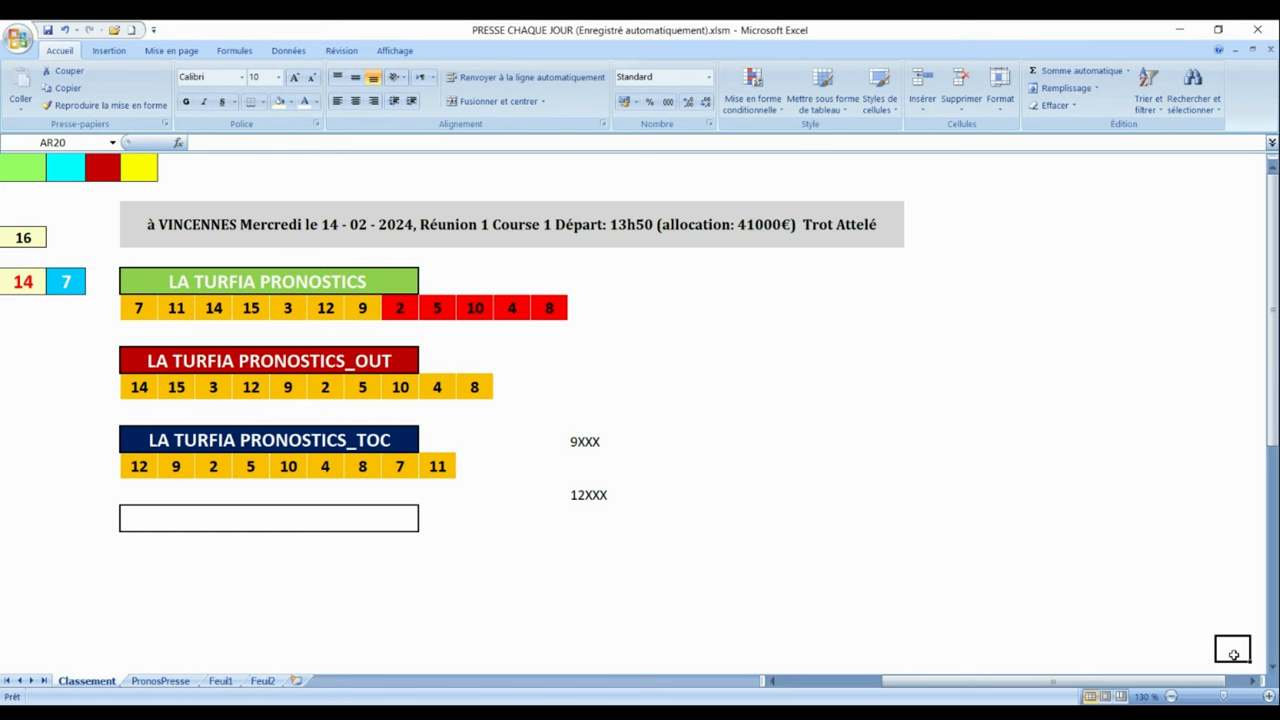 PRESSE CHAQUE JOUR (Enregistré automatiquement).xlsm - Microsoft Excel
Accueil Insertion Mise en page Formules Données Révision Affichage
Coller
Couper
Copier
Reproduire la mise en forme
Presse-papiers
Calibri 10
G I S
Police
Renvoyer à la ligne automatiquement
Fusionner et centrer
Alignement
Standard
% 000
Nombre
Mise en forme conditionnelle
Mettre sous forme de tableau
Styles de cellules
Style
Insérer Supprimer Format
Cellules
Σ Somme automatique
Remplissage
Effacer
Trier et filtrer
Rechercher et sélectionner
Édition
AR20 fx
à VINCENNES Mercredi le 14 - 02 - 2024, Réunion 1 Course 1 Départ: 13h50 (allocation: 41000€) Trot Attelé
16
14 7
LA TURFIA PRONOSTICS
7 11 14 15 3 12 9 2 5 10 4 8
LA TURFIA PRONOSTICS_OUT
14 15 3 12 9 2 5 10 4 8
LA TURFIA PRONOSTICS_TOC
9XXX
12 9 2 5 10 4 8 7 11
12XXX
Classement PronosPresse Feuil1 Feuil2
Prêt 130 %